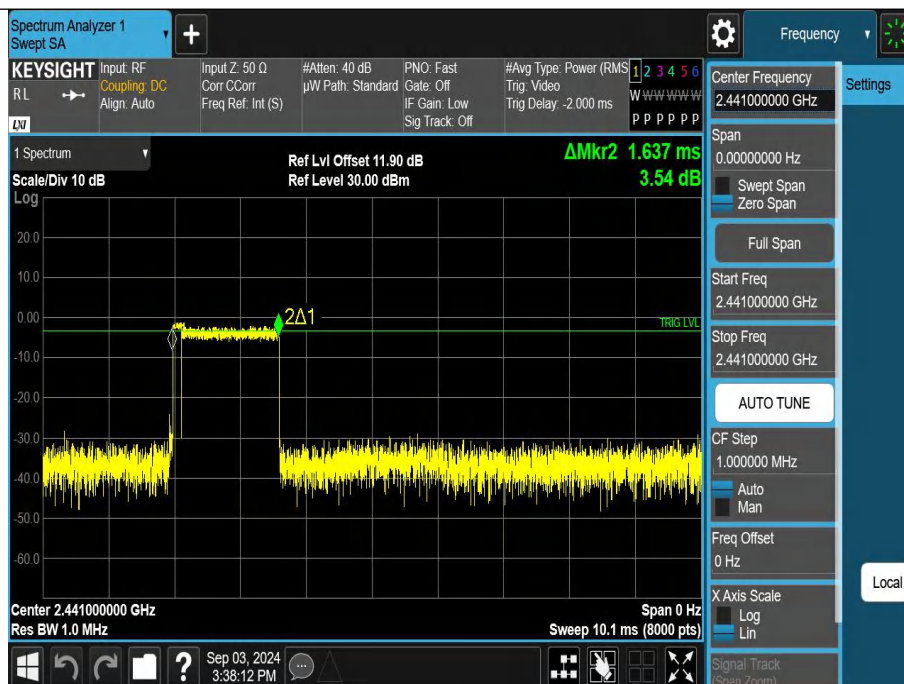 Spectrum Analyzer 1
Swept SA
Frequency
KEYSIGHT
RL
LXI
Input: RF
Coupling: DC
Align: Auto
Input Z: 50 Ω
Corr CCorr
Freq Ref: Int (S)
#Atten: 40 dB
µW Path: Standard
PNO: Fast
Gate: Off
IF Gain: Low
Sig Track: Off
#Avg Type: Power (RMS
Trig: Video
Trig Delay: -2.000 ms
1 2 3 4 5 6
W W W W W W
P P P P P P
1 Spectrum
Scale/Div 10 dB
Log
Ref Lvl Offset 11.90 dB
Ref Level 30.00 dBm
ΔMkr2 1.637 ms
3.54 dB
20.0
10.0
0.00
-10.0
-20.0
-30.0
-40.0
-50.0
-60.0
2Δ1
TRIG LVL
Center 2.441000000 GHz
Res BW 1.0 MHz
Span 0 Hz
Sweep 10.1 ms (8000 pts)
Sep 03, 2024
3:38:12 PM
Center Frequency
2.441000000 GHz
Span
0.00000000 Hz
Swept Span
Zero Span
Full Span
Start Freq
2.441000000 GHz
Stop Freq
2.441000000 GHz
AUTO TUNE
CF Step
1.000000 MHz
Auto
Man
Freq Offset
0 Hz
X Axis Scale
Log
Lin
Signal Track
(Span Zoom)
Settings
Local